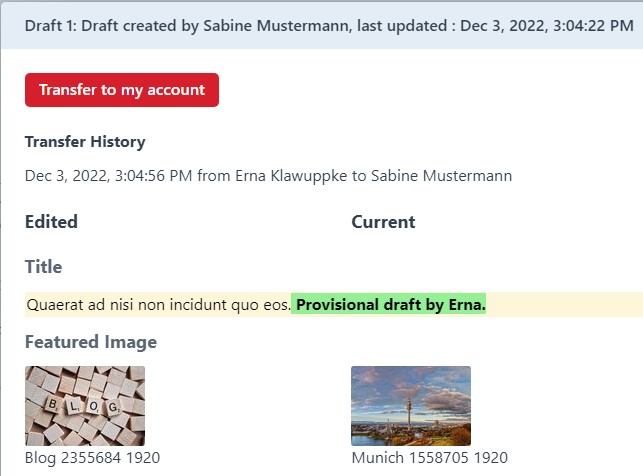 Draft 1: Draft created by Sabine Mustermann, last updated : Dec 3, 2022, 3:04:22 PM
Transfer to my account
Transfer History
Dec 3, 2022, 3:04:56 PM from Erna Klawuppke to Sabine Mustermann
Edited Current
Title
Quaerat ad nisi non incidunt quo eos. Provisional draft by Erna.
Featured Image
BLOG
Blog 2355684 1920 Munich 1558705 1920